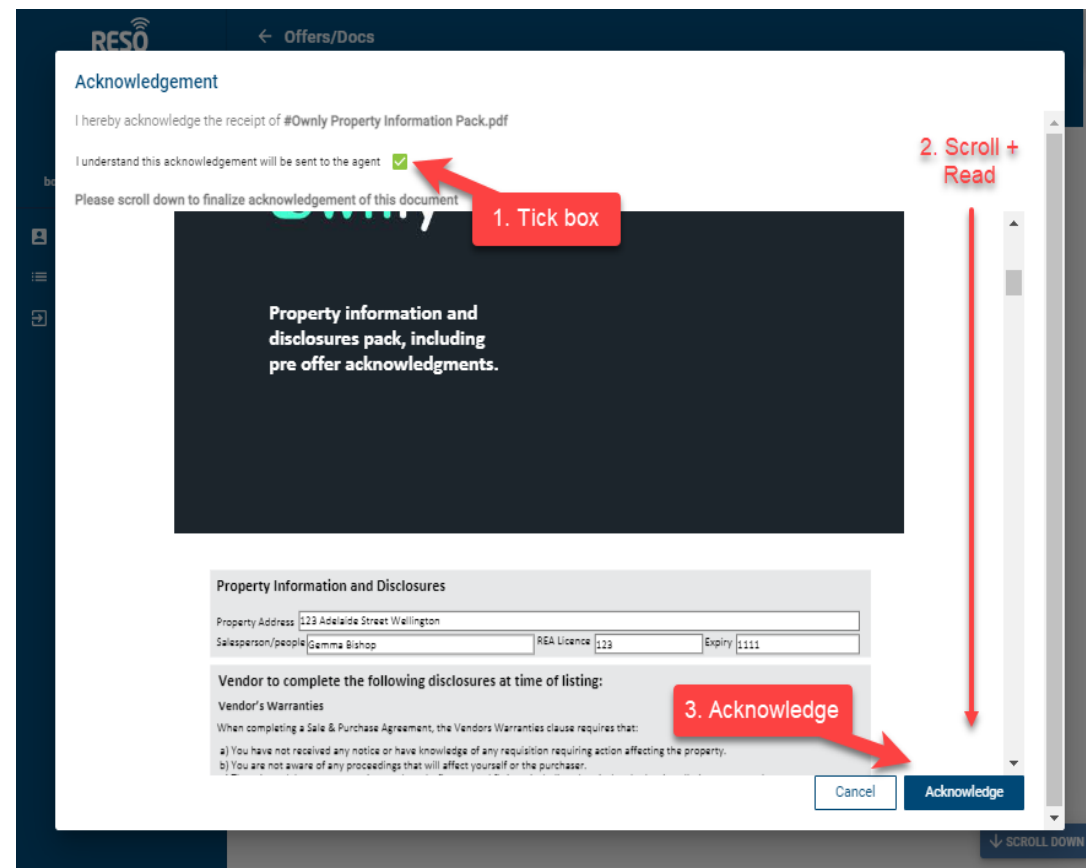 RESO
← Offers/Docs
Acknowledgement
I hereby acknowledge the receipt of #Ownly Property Information Pack.pdf
I understand this acknowledgement will be sent to the agent
Please scroll down to finalize acknowledgement of this document
1. Tick box
2. Scroll +
Read
Property information and
disclosures pack, including
pre offer acknowledgments.
Property Information and Disclosures
Property Address 123 Adelaide Street Wellington
Salesperson/people Gemma Bishop REA Licence 123 Expiry 1111
Vendor to complete the following disclosures at time of listing:
Vendor's Warranties
When completing a Sale & Purchase Agreement, the Vendors Warranties clause requires that:
a) You have not received any notice or have knowledge of any requisition requiring action affecting the property.
b) You are not aware of any proceedings that will affect yourself or the purchaser.
3. Acknowledge
Cancel
Acknowledge
↓ SCROLL DOWN